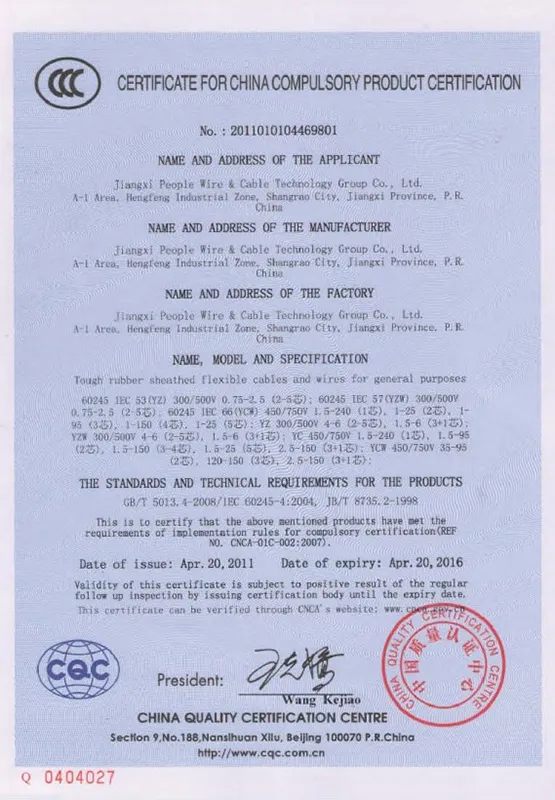 CCC
CERTIFICATE FOR CHINA COMPULSORY PRODUCT CERTIFICATION
No. : 2011010104469801
NAME AND ADDRESS OF THE APPLICANT
Jiangxi People Wire & Cable Technology Group Co., Ltd.
A-1 Area, Hengfeng Industrial Zone, Shangrao City, Jiangxi Province, P.R.
China
NAME AND ADDRESS OF THE MANUFACTURER
Jiangxi People Wire & Cable Technology Group Co., Ltd.
A-1 Area, Hengfeng Industrial Zone, Shangrao City, Jiangxi Province, P.R.
China
NAME AND ADDRESS OF THE FACTORY
Jiangxi People Wire & Cable Technology Group Co., Ltd.
A-1 Area, Hengfeng Industrial Zone, Shangrao City, Jiangxi Province, P.R.
China
NAME, MODEL AND SPECIFICATION
Tough rubber sheathed flexible cables and wires for general purposes
60245 IEC 53(YZ) 300/500V 0.75-2.5 (2-5芯); 60245 IEC 57(YZW) 300/500V
0.75-2.5 (2-5芯); 60245 IEC 66(YCW) 450/750V 1.5-240 (1芯), 1-25 (2芯), 1-
95 (3芯), 1-150 (4芯), 1-25 (5芯); YZ 300/500V 4-6 (2-5芯), 1.5-6 (3+1芯);
YZW 300/500V 4-6 (2-5芯), 1.5-6 (3+1芯); YC 450/750V 1.5-240 (1芯), 1.5-95
(2芯), 1.5-150 (3-4芯), 1.5-25 (5芯), 2.5-150 (3+1芯); YCW 450/750V 35-95
(2芯), 120-150 (3芯), 2.5-150 (3+1芯);
THE STANDARDS AND TECHNICAL REQUIREMENTS FOR THE PRODUCTS
GB/T 5013.4-2008/IEC 60245-4:2004, JB/T 8735.2-1998
This is to certify that the above mentioned products have met the
requirements of implementation rules for compulsory certification(REF
NO. CNCA-01C-002:2007).
Date of issue: Apr. 20, 2011 Date of expiry: Apr. 20, 2016
Validity of this certificate is subject to positive result of the regular
follow up inspection by issuing certification body until the expiry date.
This certificate can be verified through CNCA's website: www.cnca.gov.cn
CHINA QUALITY CERTIFICATION CENTRE
中国质量认证中心
CQC
President:
Wang Kejiao
CHINA QUALITY CERTIFICATION CENTRE
Section 9, No.188, Nansihuan Xilu, Beijing 100070 P.R.China
http://www.cqc.com.cn
Q 0404027